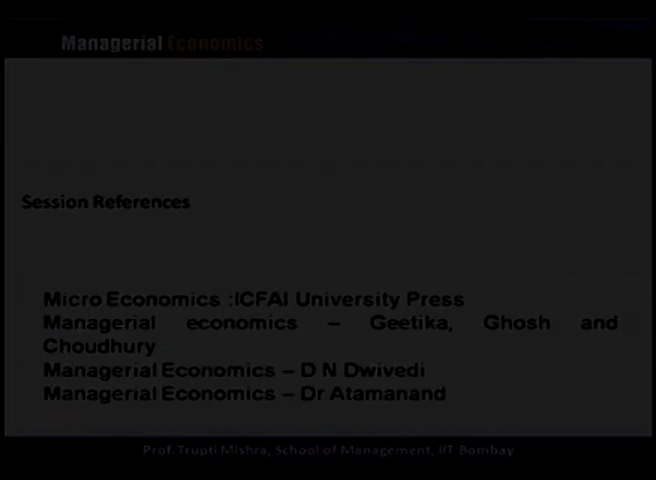 Managerial Economics
Session References
Micro Economics :ICFAI University Press
Managerial economics – Geetika, Ghosh and
Choudhury
Managerial Economics – D N Dwivedi
Managerial Economics – Dr Atamanand
Prof. Trupti Mishra, School of Management, IIT Bombay